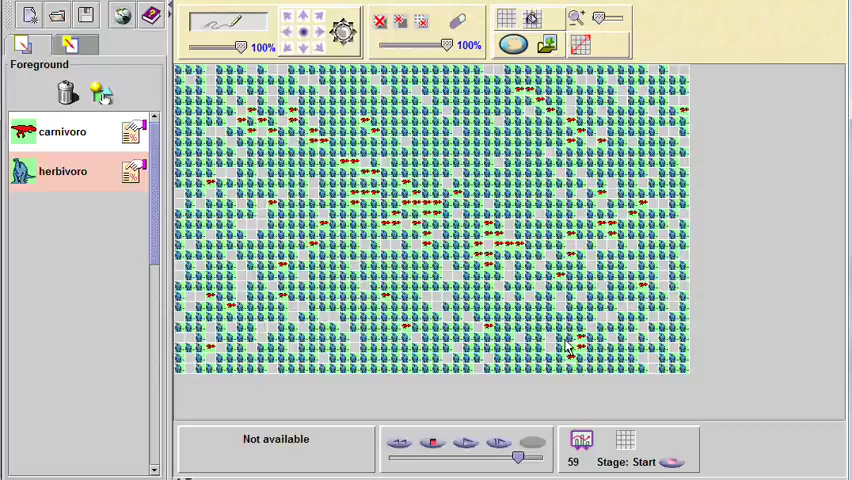 100%
100%
Foreground
carnivoro
herbivoro
Not available
59 Stage: Start